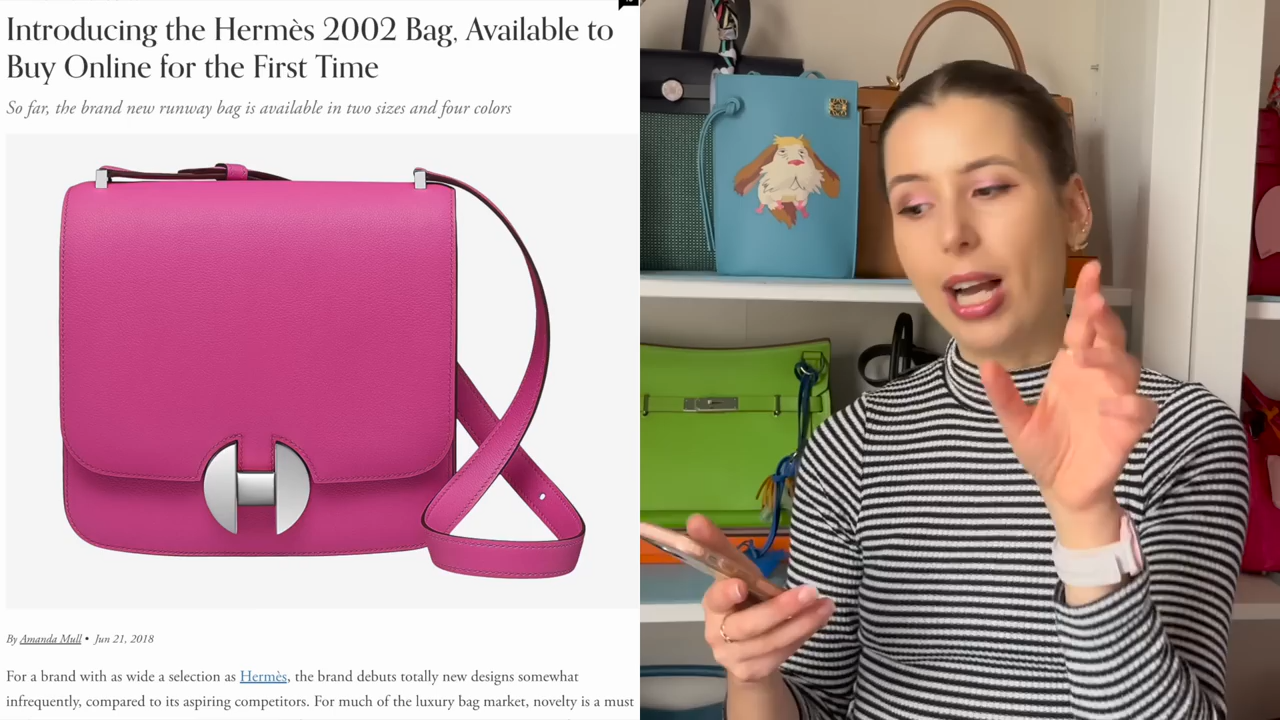 Introducing the Hermès 2002 Bag, Available to
Buy Online for the First Time
So far, the brand new runway bag is available in two sizes and four colors
By Amanda Mull • Jun 21, 2018
For a brand with as wide a selection as Hermès, the brand debuts totally new designs somewhat
infrequently, compared to its aspiring competitors. For much of the luxury bag market, novelty is a must